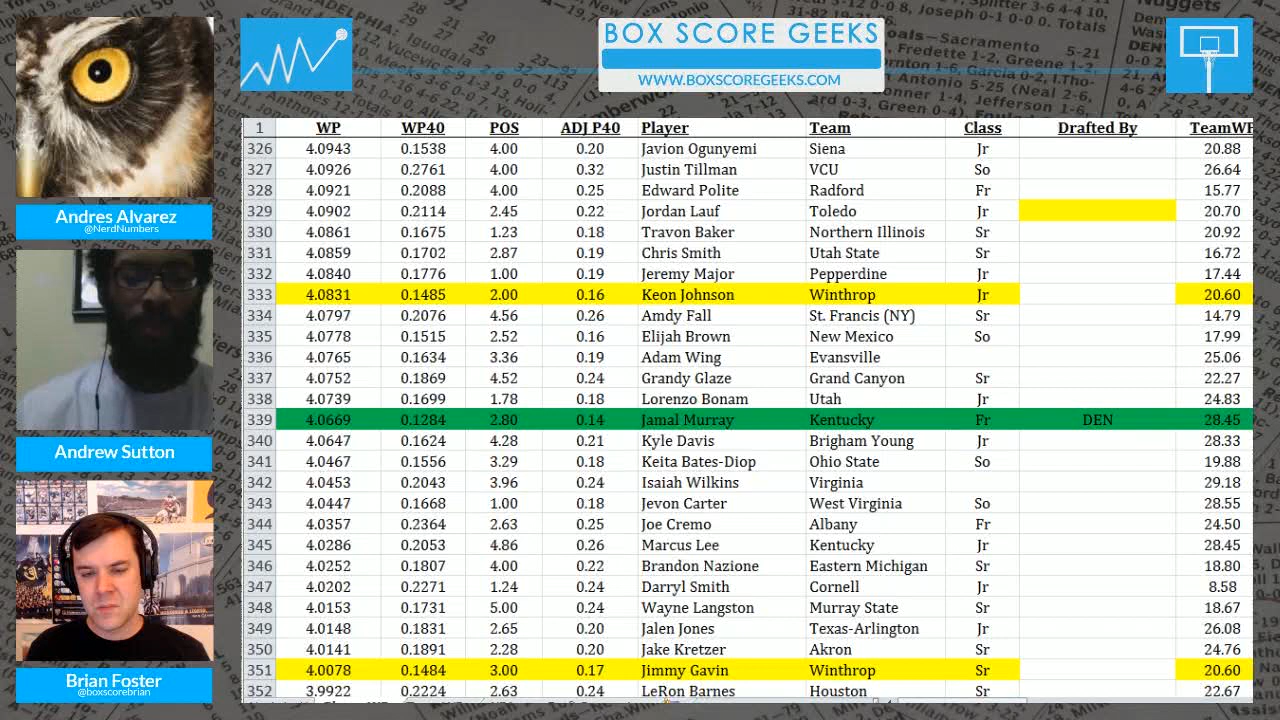 BOX SCORE GEEKS
WWW.BOXSCOREGEEKS.COM
Andres Alvarez
@NerdNumbers
Andrew Sutton
Brian Foster
@boxscorebrian
1 WP WP40 POS ADJ P40 Player Team Class Drafted By TeamWP
326 4.0943 0.1538 4.00 0.20 Javion Ogunyemi Siena Jr 20.88
327 4.0926 0.2761 4.00 0.32 Justin Tillman VCU So 26.64
328 4.0921 0.2088 4.00 0.25 Edward Polite Radford Fr 15.77
329 4.0902 0.2114 2.45 0.22 Jordan Lauf Toledo Jr 20.70
330 4.0861 0.1675 1.23 0.18 Travon Baker Northern Illinois Sr 20.92
331 4.0859 0.1702 2.87 0.19 Chris Smith Utah State Sr 16.72
332 4.0840 0.1776 1.00 0.19 Jeremy Major Pepperdine Jr 17.44
333 4.0831 0.1485 2.00 0.16 Keon Johnson Winthrop Jr 20.60
334 4.0797 0.2076 4.56 0.26 Amdy Fall St. Francis (NY) Sr 14.79
335 4.0778 0.1515 2.52 0.16 Elijah Brown New Mexico So 17.99
336 4.0765 0.1634 3.36 0.19 Adam Wing Evansville 25.06
337 4.0752 0.1869 4.52 0.24 Grandy Glaze Grand Canyon Sr 22.27
338 4.0739 0.1699 1.78 0.18 Lorenzo Bonam Utah Jr 24.83
339 4.0669 0.1284 2.80 0.14 Jamal Murray Kentucky Fr DEN 28.45
340 4.0647 0.1624 4.28 0.21 Kyle Davis Brigham Young Jr 28.33
341 4.0467 0.1556 3.29 0.18 Keita Bates-Diop Ohio State So 19.88
342 4.0453 0.2043 3.96 0.24 Isaiah Wilkins Virginia 29.18
343 4.0447 0.1668 1.00 0.18 Jevon Carter West Virginia So 28.55
344 4.0357 0.2364 2.63 0.25 Joe Cremo Albany Fr 24.50
345 4.0286 0.2053 4.86 0.26 Marcus Lee Kentucky Jr 28.45
346 4.0252 0.1807 4.00 0.22 Brandon Nazione Eastern Michigan Sr 18.80
347 4.0202 0.2271 1.24 0.24 Darryl Smith Cornell Jr 8.58
348 4.0153 0.1731 5.00 0.24 Wayne Langston Murray State Sr 18.67
349 4.0148 0.1831 2.65 0.20 Jalen Jones Texas-Arlington Jr 26.08
350 4.0141 0.1891 2.28 0.20 Jake Kretzer Akron Sr 24.76
351 4.0078 0.1484 3.00 0.17 Jimmy Gavin Winthrop Sr 20.60
352 3.9922 0.2224 2.63 0.24 LeRon Barnes Houston Sr 22.67